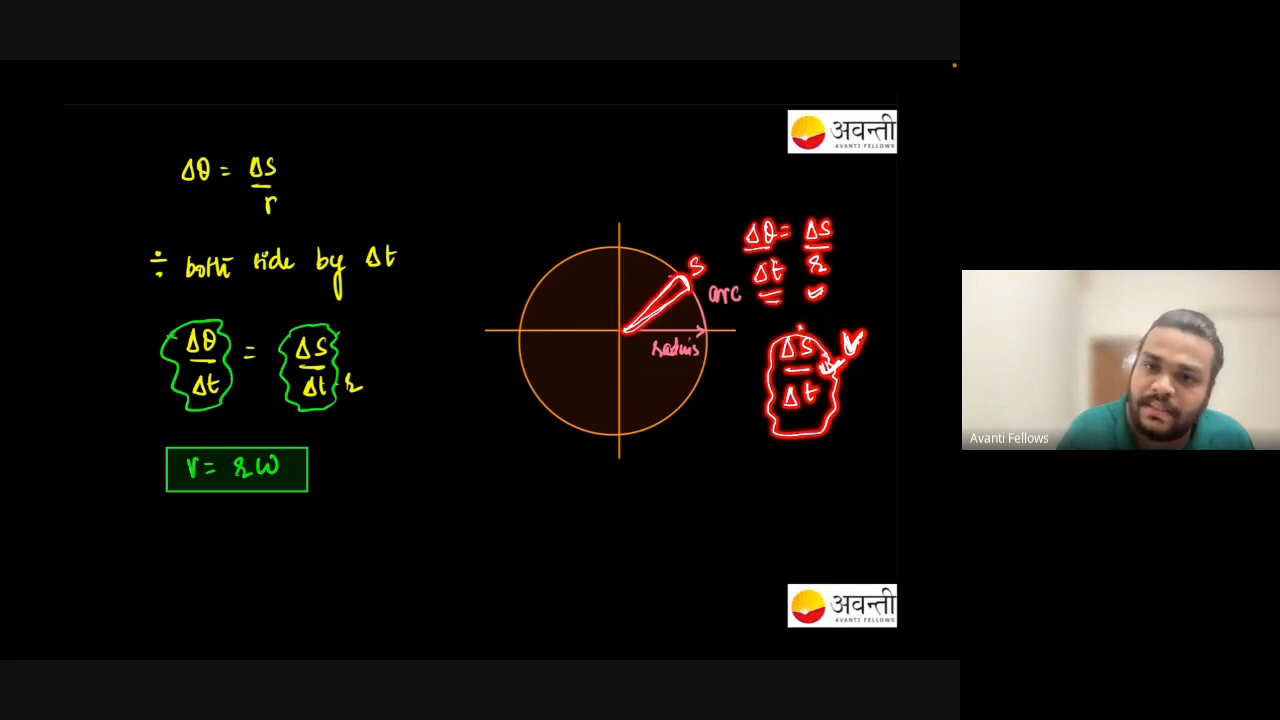 अवन्ती
AVANTI FELLOWS
Δθ = Δs
r
÷ both side by Δt
Δθ = Δs
Δt Δt r
v = rω
s
arc
radius
Δθ = Δs
Δt r
Δs v
Δt
अवन्ती
AVANTI FELLOWS
Avanti Fellows